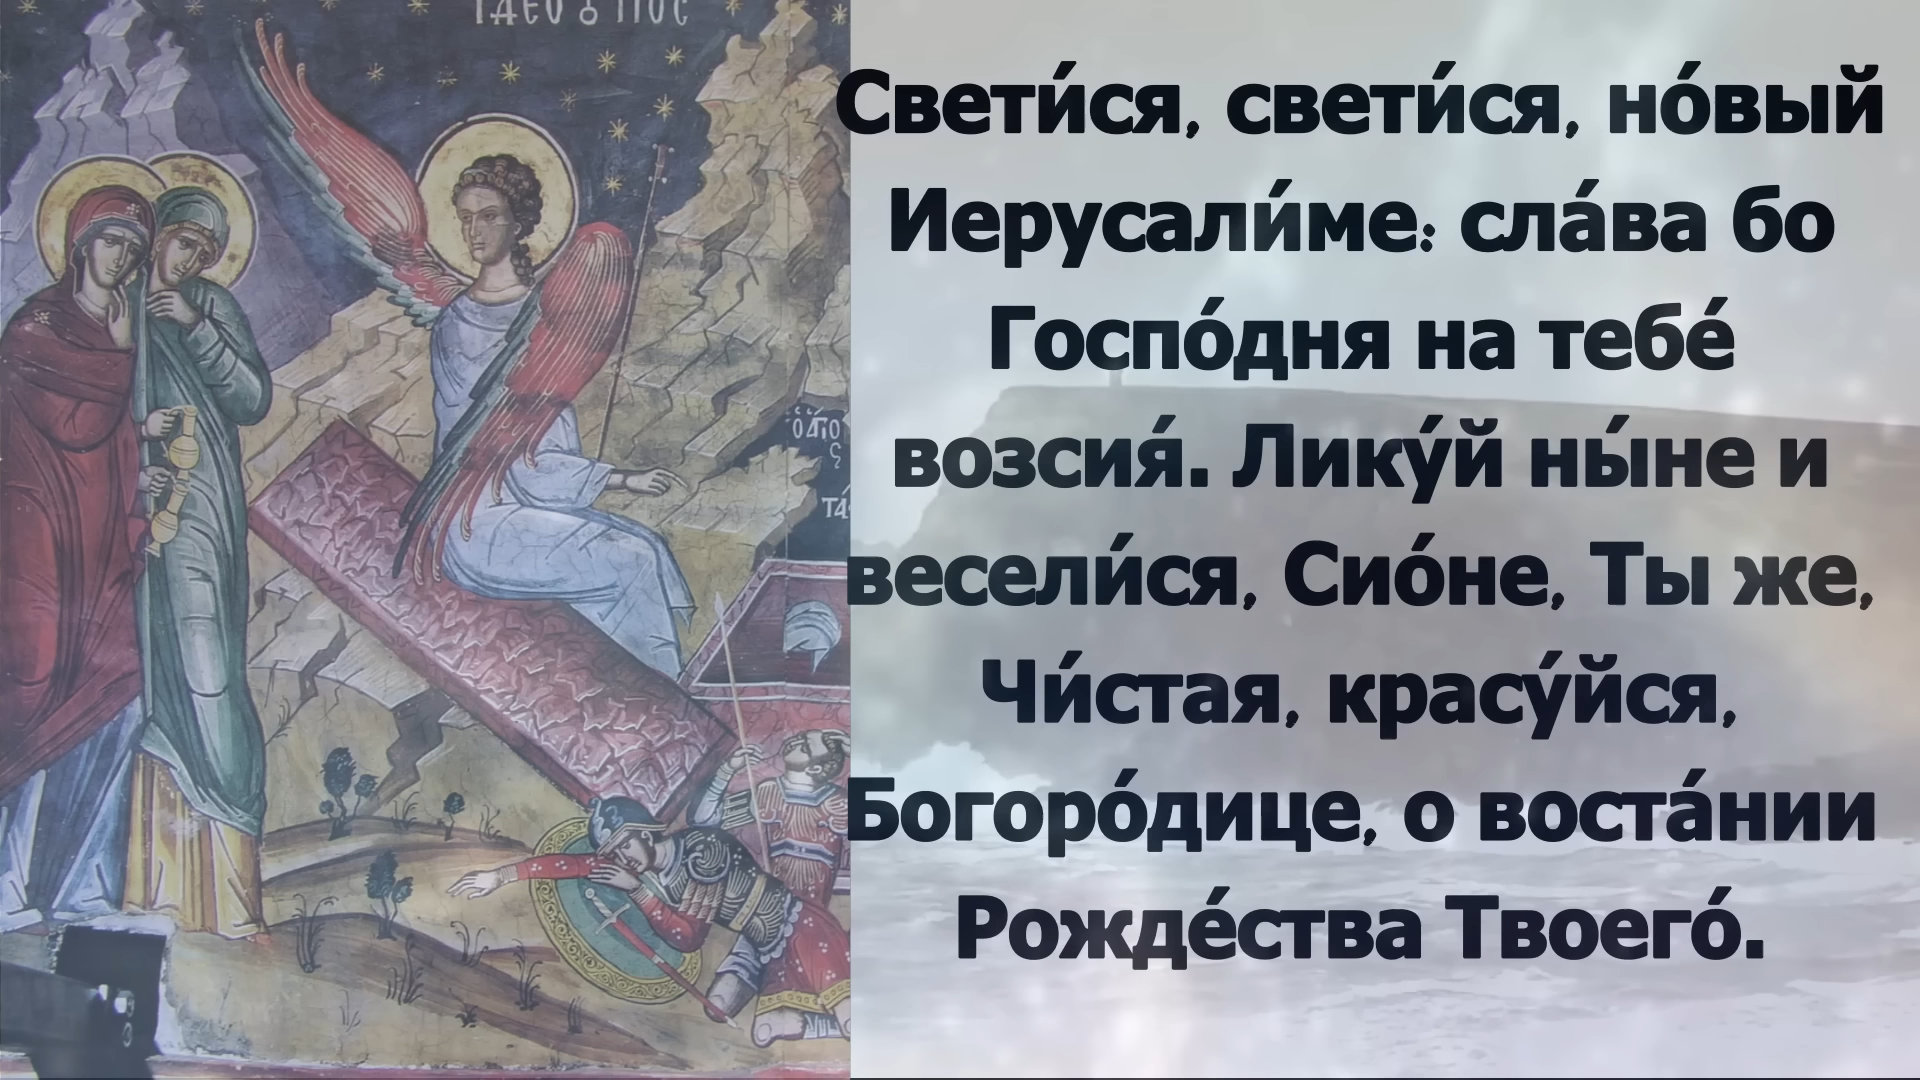 Свети́ся, свети́ся, но́вый
Иерусали́ме: сла́ва бо
Госпо́дня на тебе́
возсия́. Лику́й ны́не и
весели́ся, Сио́не, Ты же,
Чи́стая, красу́йся,
Богоро́дице, о воста́нии
Рожде́ства Твоего́.